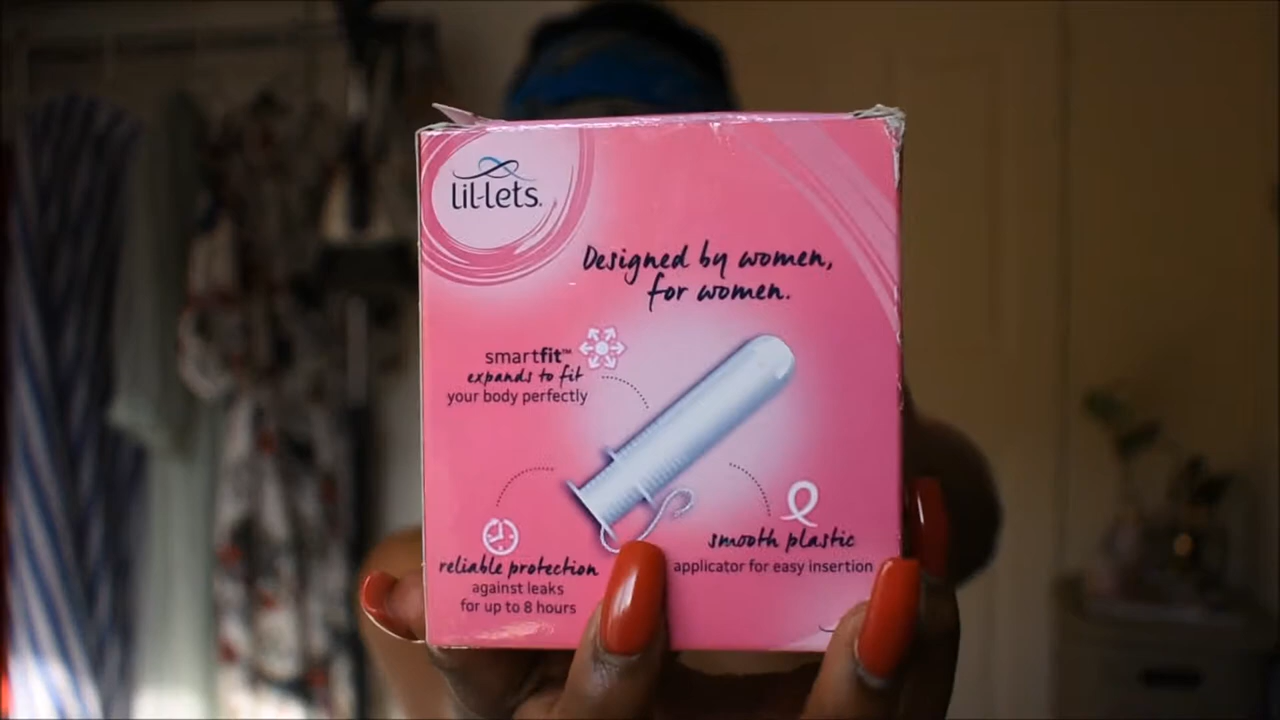 lil-lets.
Designed by women,
for women.
smartfit™
expands to fit
your body perfectly
reliable protection
against leaks
for up to 8 hours
smooth plastic
applicator for easy insertion